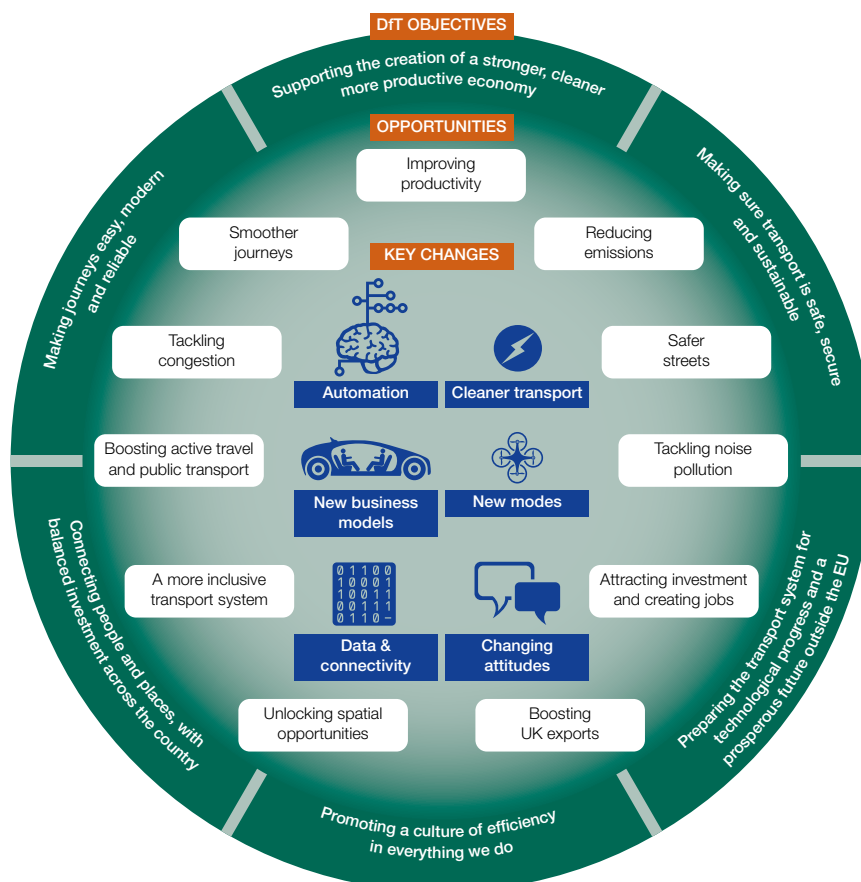 DfT OBJECTIVES
Supporting the creation of a stronger, cleaner
more productive economy
Making sure transport is safe, secure
and sustainable
Preparing the transport system for
technological progress and a
prosperous future outside the EU
Promoting a culture of efficiency
in everything we do
Connecting people and places, with
balanced investment across the country
Making journeys easy, modern
and reliable
OPPORTUNITIES
Improving
productivity
Reducing
emissions
Safer
streets
Tackling noise
pollution
Attracting investment
and creating jobs
Boosting
UK exports
Unlocking spatial
opportunities
A more inclusive
transport system
Boosting active travel
and public transport
Tackling
congestion
Smoother
journeys
KEY CHANGES
Automation
Cleaner transport
New business
models
New modes
01100
10001
10111
00111
0110–
Data &
connectivity
Changing
attitudes